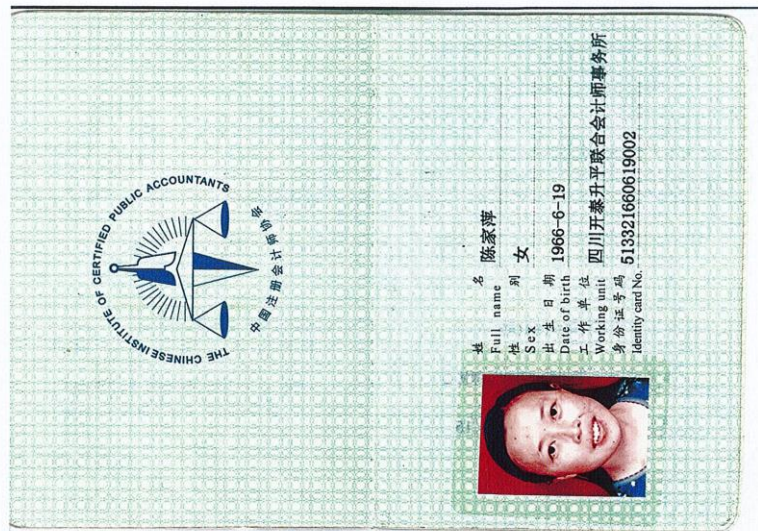 THE CHINESE INSTITUTE OF CERTIFIED PUBLIC ACCOUNTANTS
中国注册会计师协会
姓 名 陈家萍
Full name
性 别 女
Sex
出 生 日 期 1966-6-19
Date of birth
工 作 单 位 四川开泰升平联合会计师事务所
Working unit
身 份 证 号 码 513321660619002
Identity card No.